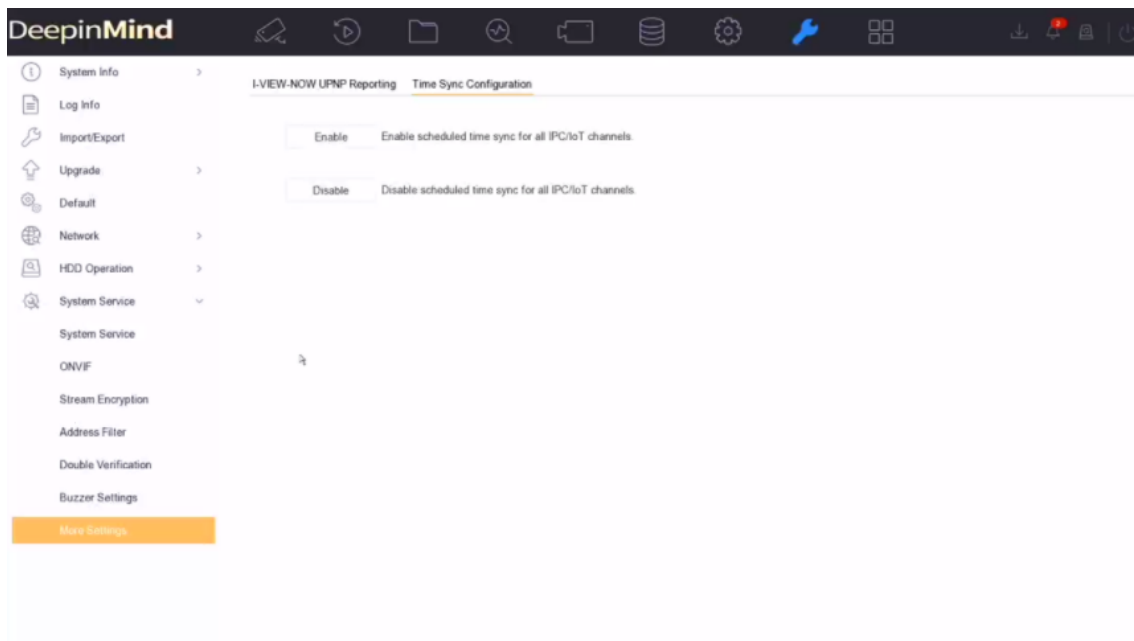 DeepinMind
2
System Info
Log Info
Import/Export
Upgrade
Default
Network
HDD Operation
System Service
System Service
ONVIF
Stream Encryption
Address Filter
Double Verification
Buzzer Settings
More Settings
I-VIEW-NOW UPNP Reporting Time Sync Configuration
Enable Enable scheduled time sync for all IPC/IoT channels.
Disable Disable scheduled time sync for all IPC/IoT channels.